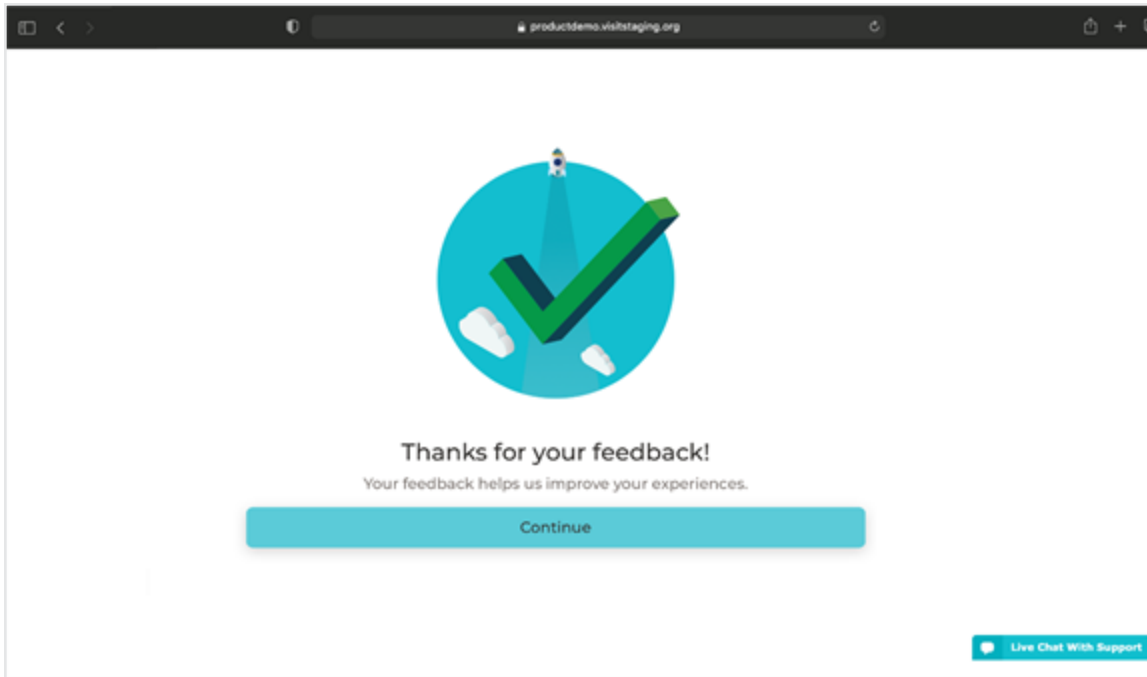 productdemo.visitstaging.org
Thanks for your feedback!
Your feedback helps us improve your experiences.
Continue
Live Chat With Support